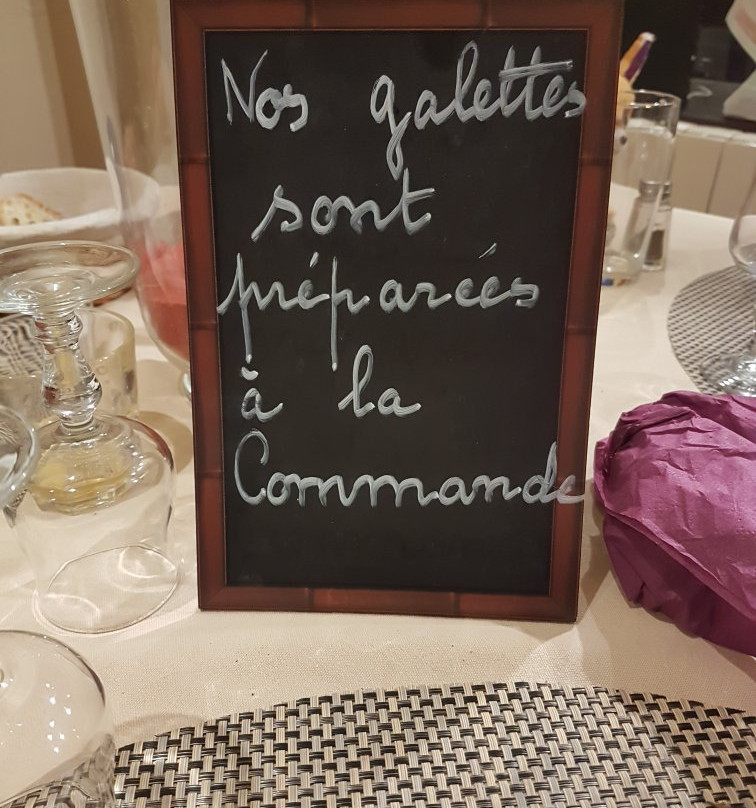 Nos galettes
sont
préparées
à la
Commande